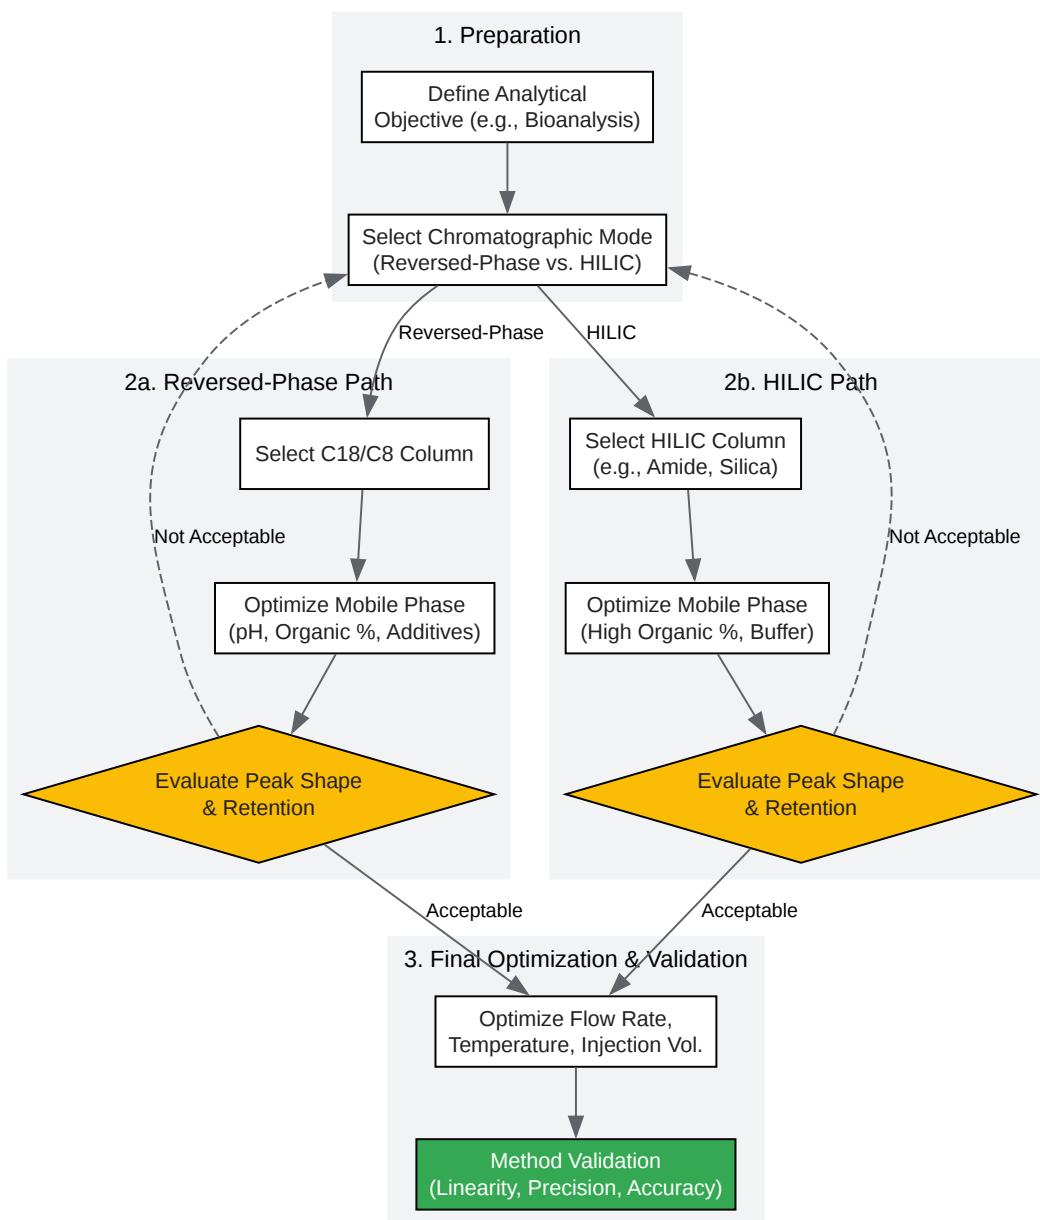 1. Preparation
Define Analytical
Objective (e.g., Bioanalysis)
Select Chromatographic Mode
(Reversed-Phase vs. HILIC)
Reversed-Phase
HILIC
2a. Reversed-Phase Path
2b. HILIC Path
Select C18/C8 Column
Select HILIC Column
(e.g., Amide, Silica)
Not Acceptable
Not Acceptable
Optimize Mobile Phase
(pH, Organic %, Additives)
Optimize Mobile Phase
(High Organic %, Buffer)
Evaluate Peak Shape
& Retention
Evaluate Peak Shape
& Retention
Acceptable
Acceptable
3. Final Optimization & Validation
Optimize Flow Rate,
Temperature, Injection Vol.
Method Validation
(Linearity, Precision, Accuracy)